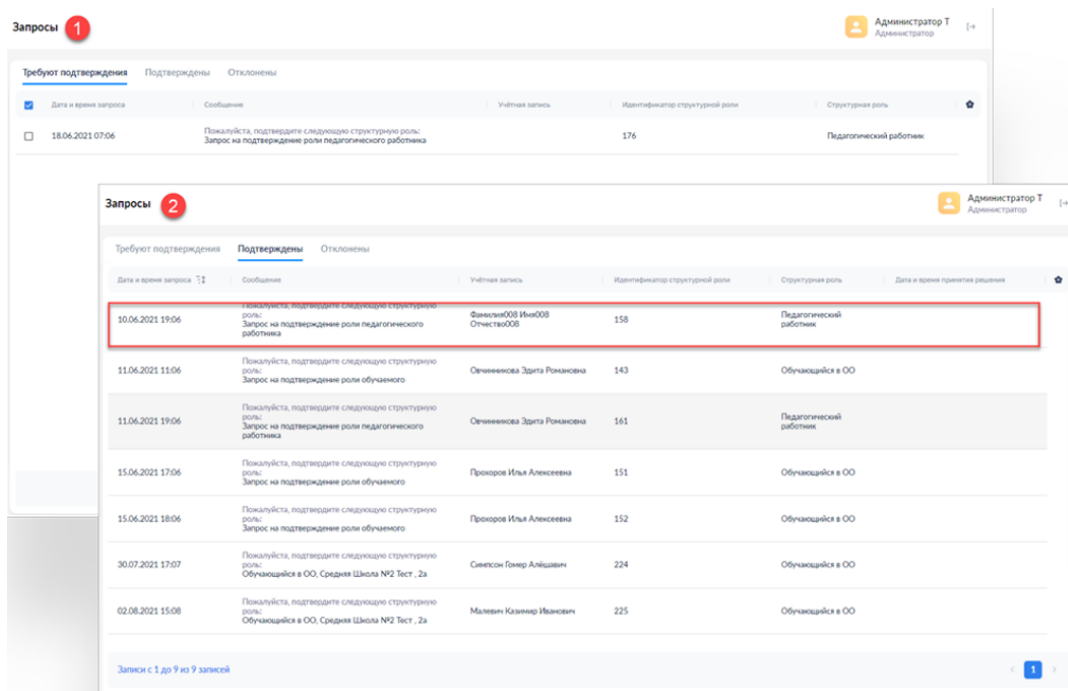 Запросы 1
Администратор Т
Администратор
Требуют подтверждения Подтверждены Отклонены
Дата и время запроса Сообщение Учётная запись Идентификатор структурной роли Структурная роль
18.06.2021 07:06 Пожалуйста, подтвердите следующую структурную роль: 176 Педагогический работник
Запрос на подтверждение роли педагогического работника
Запросы 2
Администратор Т
Администратор
Требуют подтверждения Подтверждены Отклонены
Дата и время запроса Сообщение Учётная запись Идентификатор структурной роли Структурная роль Дата и время принятия решения
Пожалуйста, подтвердите следующую структурную
10.06.2021 19:06 роль: Фамилия008 Имя008 158 Педагогический
Запрос на подтверждение роли педагогического Отчество008 работник
работника
Пожалуйста, подтвердите следующую структурную
11.06.2021 11:06 роль: Овчинникова Эдита Романовна 143 Обучающийся в ОО
Запрос на подтверждение роли обучаемого
Пожалуйста, подтвердите следующую структурную
роль: Педагогический
11.06.2021 19:06 Запрос на подтверждение роли педагогического Овчинникова Эдита Романовна 161 работник
работника
Пожалуйста, подтвердите следующую структурную
15.06.2021 17:06 роль: Прохоров Илья Алексеевна 151 Обучающийся в ОО
Запрос на подтверждение роли обучаемого
Пожалуйста, подтвердите следующую структурную
15.06.2021 18:06 роль: Прохоров Илья Алексеевна 152 Обучающийся в ОО
Запрос на подтверждение роли обучаемого
Пожалуйста, подтвердите следующую структурную
30.07.2021 17:07 роль: Симпсон Гомер Алёшавич 224 Обучающийся в ОО
Обучающийся в ОО, Средняя Школа №2 Тест , 2а
Пожалуйста, подтвердите следующую структурную
02.08.2021 15:08 роль: Малевич Казимир Иванович 225 Обучающийся в ОО
Обучающийся в ОО, Средняя Школа №2 Тест , 2а
Записи с 1 до 9 из 9 записей 1